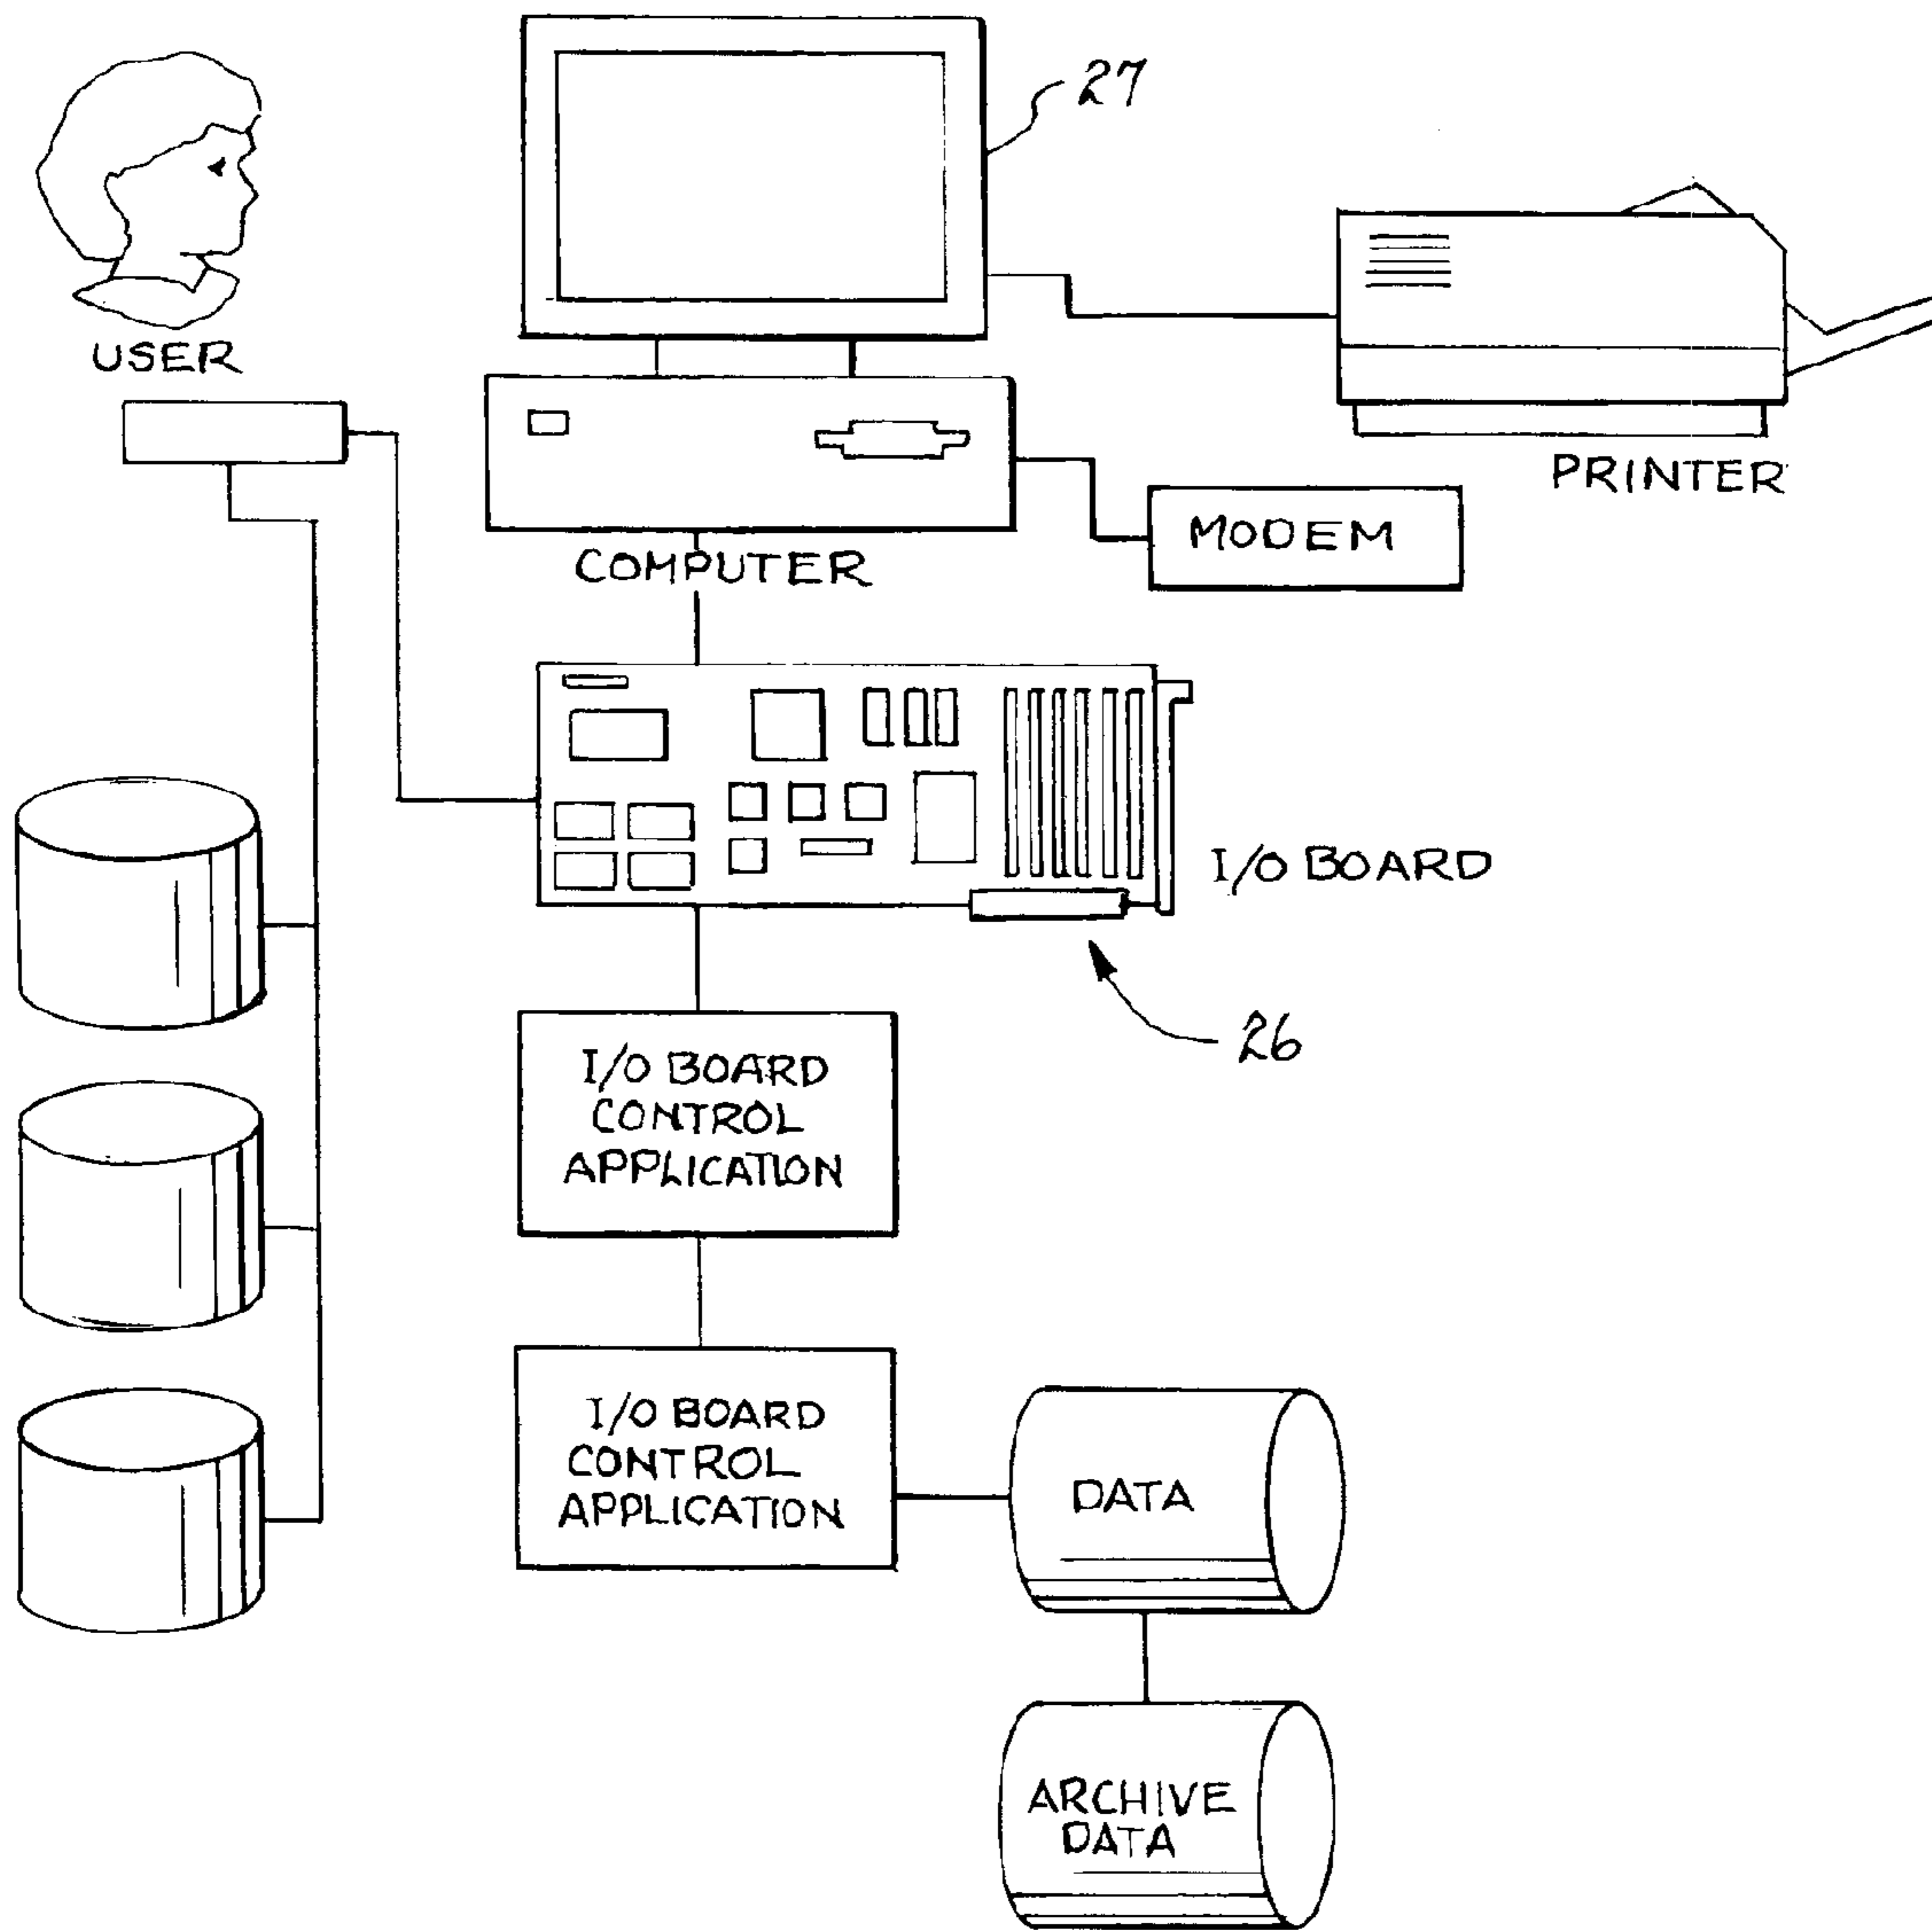 27
USER
PRINTER
MODEM
COMPUTER
I/O BOARD
26
I/O BOARD
CONTROL
APPLICATION
I/O BOARD
CONTROL
APPLICATION
DATA
ARCHIVE
DATA